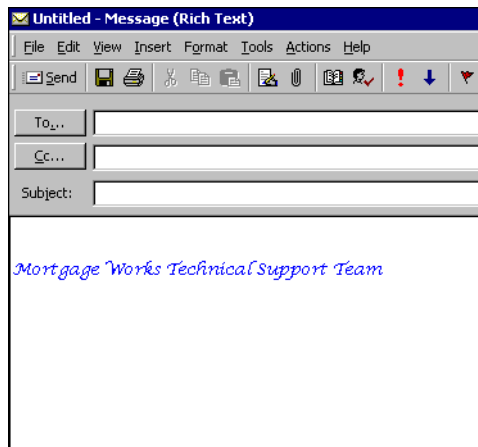 Untitled - Message (Rich Text)
File Edit View Insert Format Tools Actions Help
Send
To...
Cc...
Subject:
Mortgage Works Technical Support Team